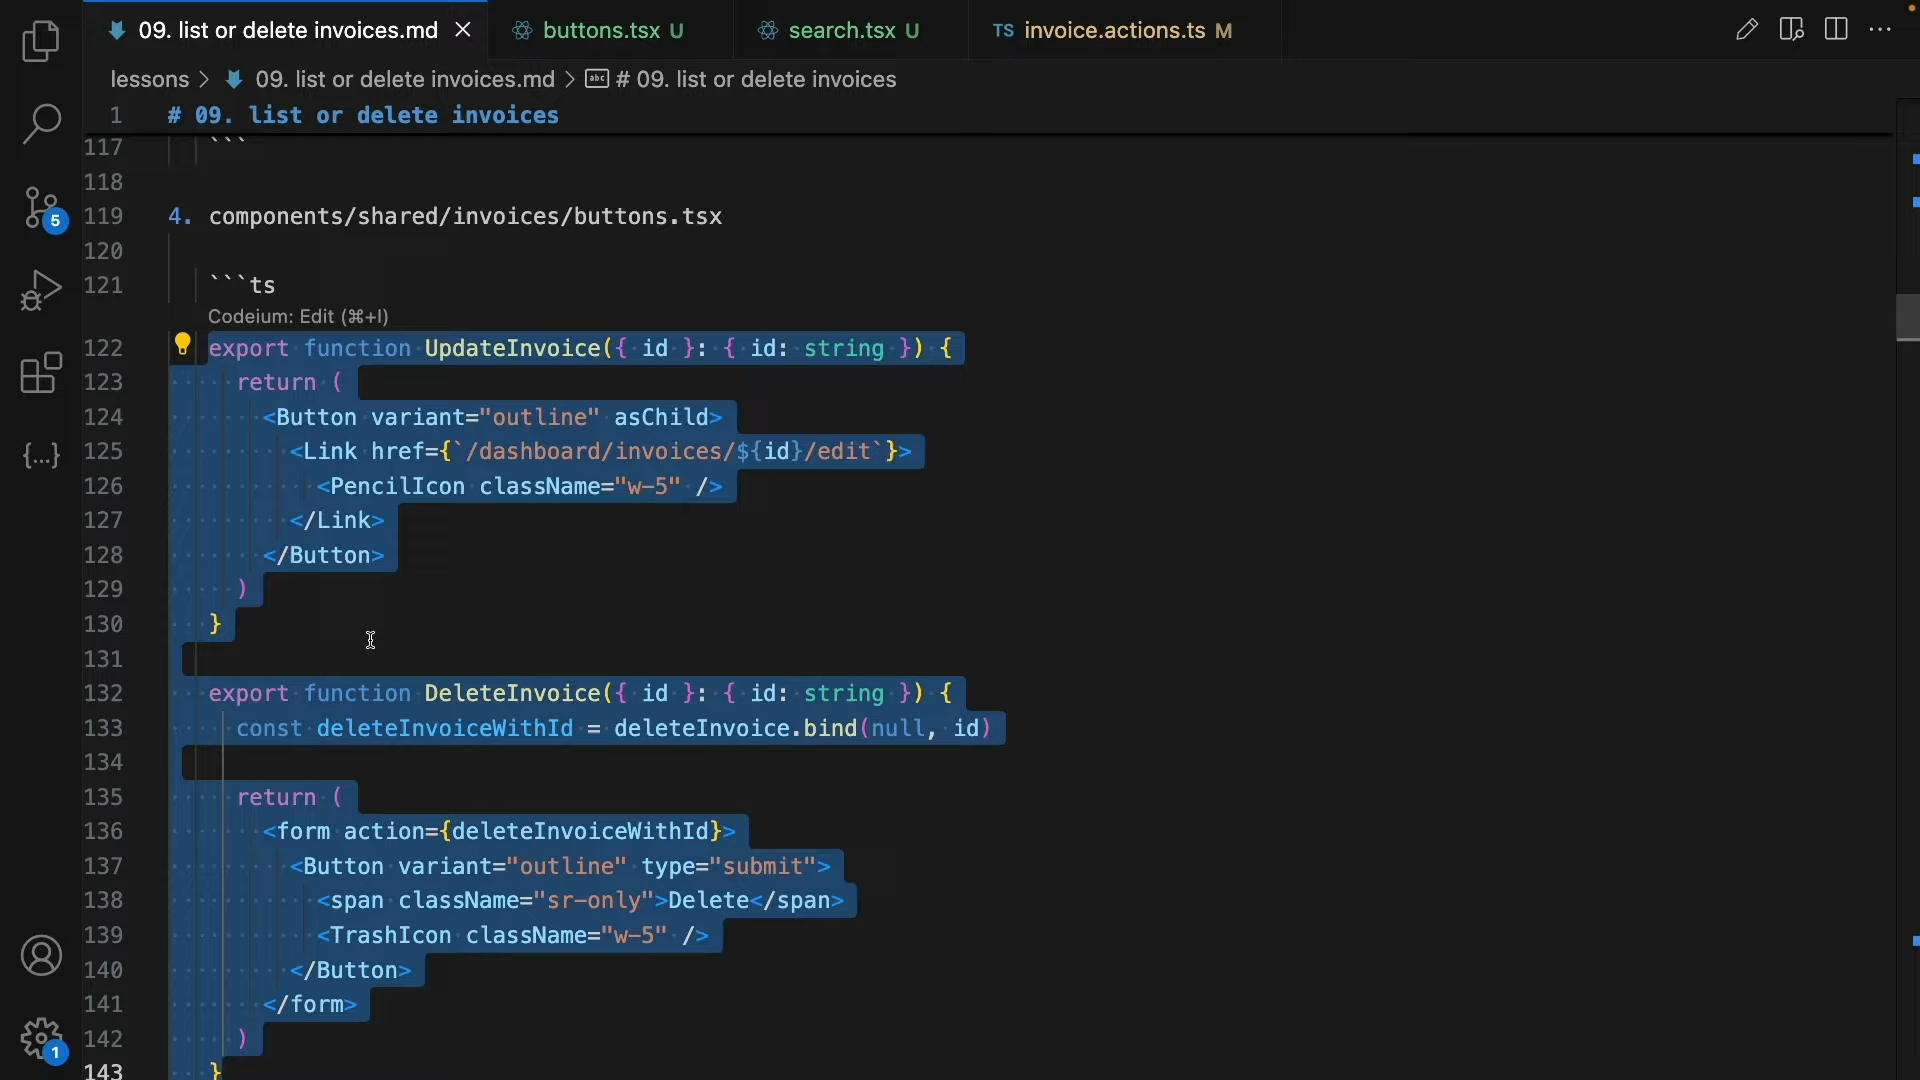 09. list or delete invoices.md
buttons.tsx U
search.tsx U
TS invoice.actions.ts M
lessons > 09. list or delete invoices.md > abc # 09. list or delete invoices
1 # 09. list or delete invoices
117 ```
118
119 4. components/shared/invoices/buttons.tsx
120
121 ```ts
Codeium: Edit (⌘+I)
122 export function UpdateInvoice({ id }: { id: string }) {
123 return (
124 <Button variant="outline" asChild>
125 <Link href={`/dashboard/invoices/${id}/edit`}>
126 <PencilIcon className="w-5" />
127 </Link>
128 </Button>
129 )
130 }
131
132 export function DeleteInvoice({ id }: { id: string }) {
133 const deleteInvoiceWithId = deleteInvoice.bind(null, id)
134
135 return (
136 <form action={deleteInvoiceWithId}>
137 <Button variant="outline" type="submit">
138 <span className="sr-only">Delete</span>
139 <TrashIcon className="w-5" />
140 </Button>
141 </form>
142 )
143 }
5
1